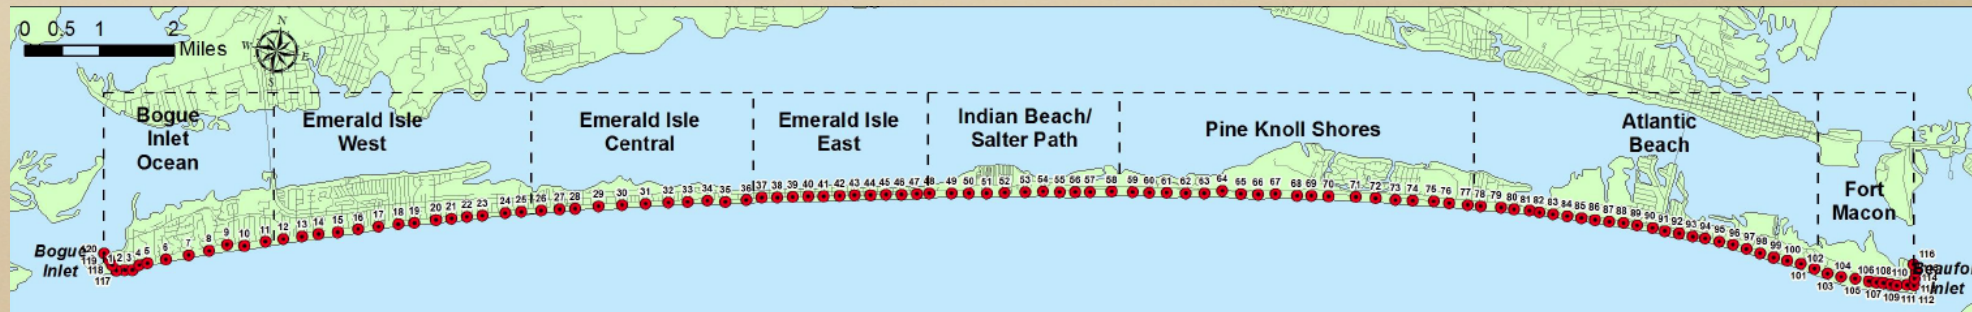 0 0.5 1 2
Miles
N
W E
S
Bogue
Inlet
Ocean
Emerald Isle
West
Emerald Isle
Central
Emerald Isle
East
Indian Beach/
Salter Path
Pine Knoll Shores
Atlantic
Beach
Fort
Macon
Bogue
Inlet
120
119
118
117
1 2 3 4 5 6 7 8 9 10 11 12 13 14 15 16 17 18 19 20 21 22 23 24 25 26 27 28 29 30 31 32 33 34 35 36 37 38 39 40 41 42 43 44 45 46 47 48 49 50 51 52 53 54 55 56 57 58 59 60 61 62 63 64 65 66 67 68 69 70 71 72 73 74 75 76 77 78 79 80 81 82 83 84 85 86 87 88 89 90 91 92 93 94 95 96 97 98 99 100 101 102 103 104 105 106 107 108 109 110 111 112
114
116
Beaufo
Inlet